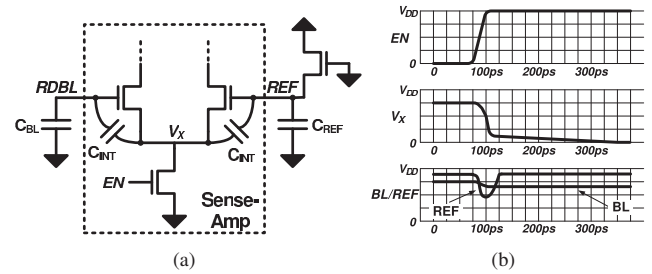 RDBL
REF
C_BL
C_INT
V_X
C_INT
C_REF
EN
Sense-
Amp
(a)
V_DD
EN
0
0 100ps 200ps 300ps
V_DD
V_X
0
0 100ps 200ps 300ps
V_DD
BL/REF
REF
BL
0
0 100ps 200ps 300ps
(b)